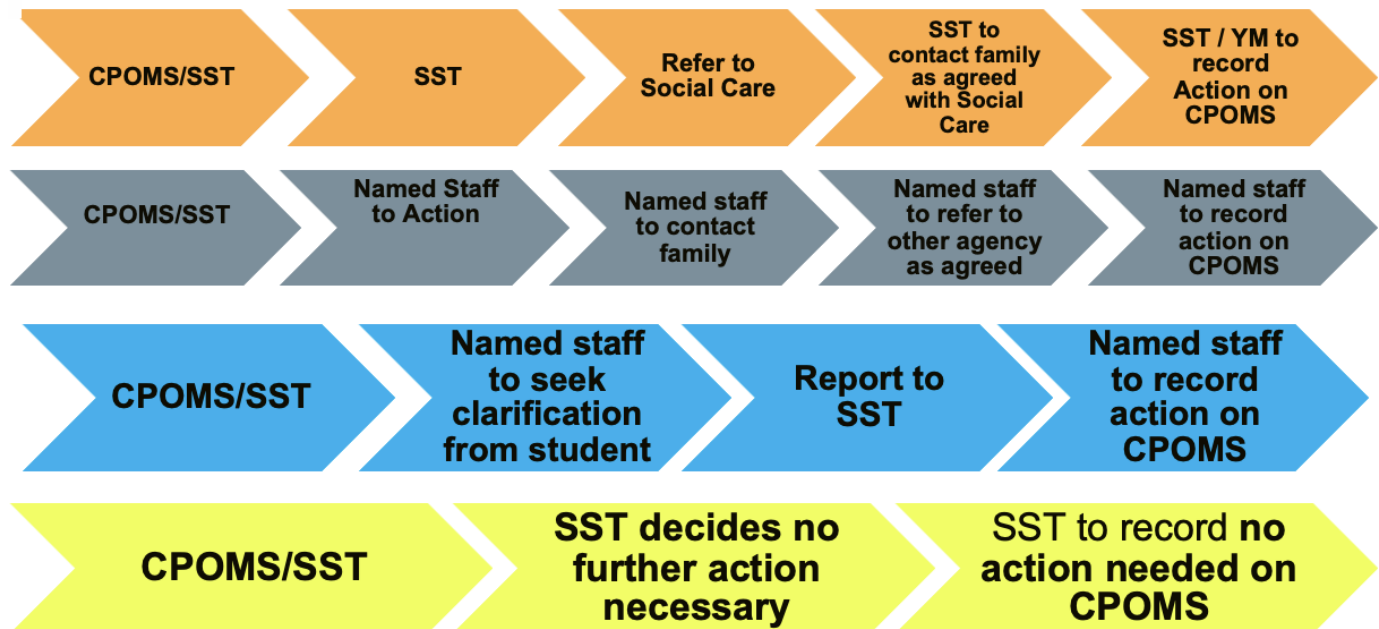 CPOMS/SST
SST
Refer to
Social Care
SST to
contact family
as agreed
with Social
Care
SST / YM to
record
Action on
CPOMS
CPOMS/SST
Named Staff
to Action
Named staff
to contact
family
Named staff
to refer to
other agency
as agreed
Named staff
to record
action on
CPOMS
CPOMS/SST
Named staff
to seek
clarification
from student
Report to
SST
Named staff
to record
action on
CPOMS
CPOMS/SST
SST decides no
further action
necessary
SST to record no
action needed on
CPOMS